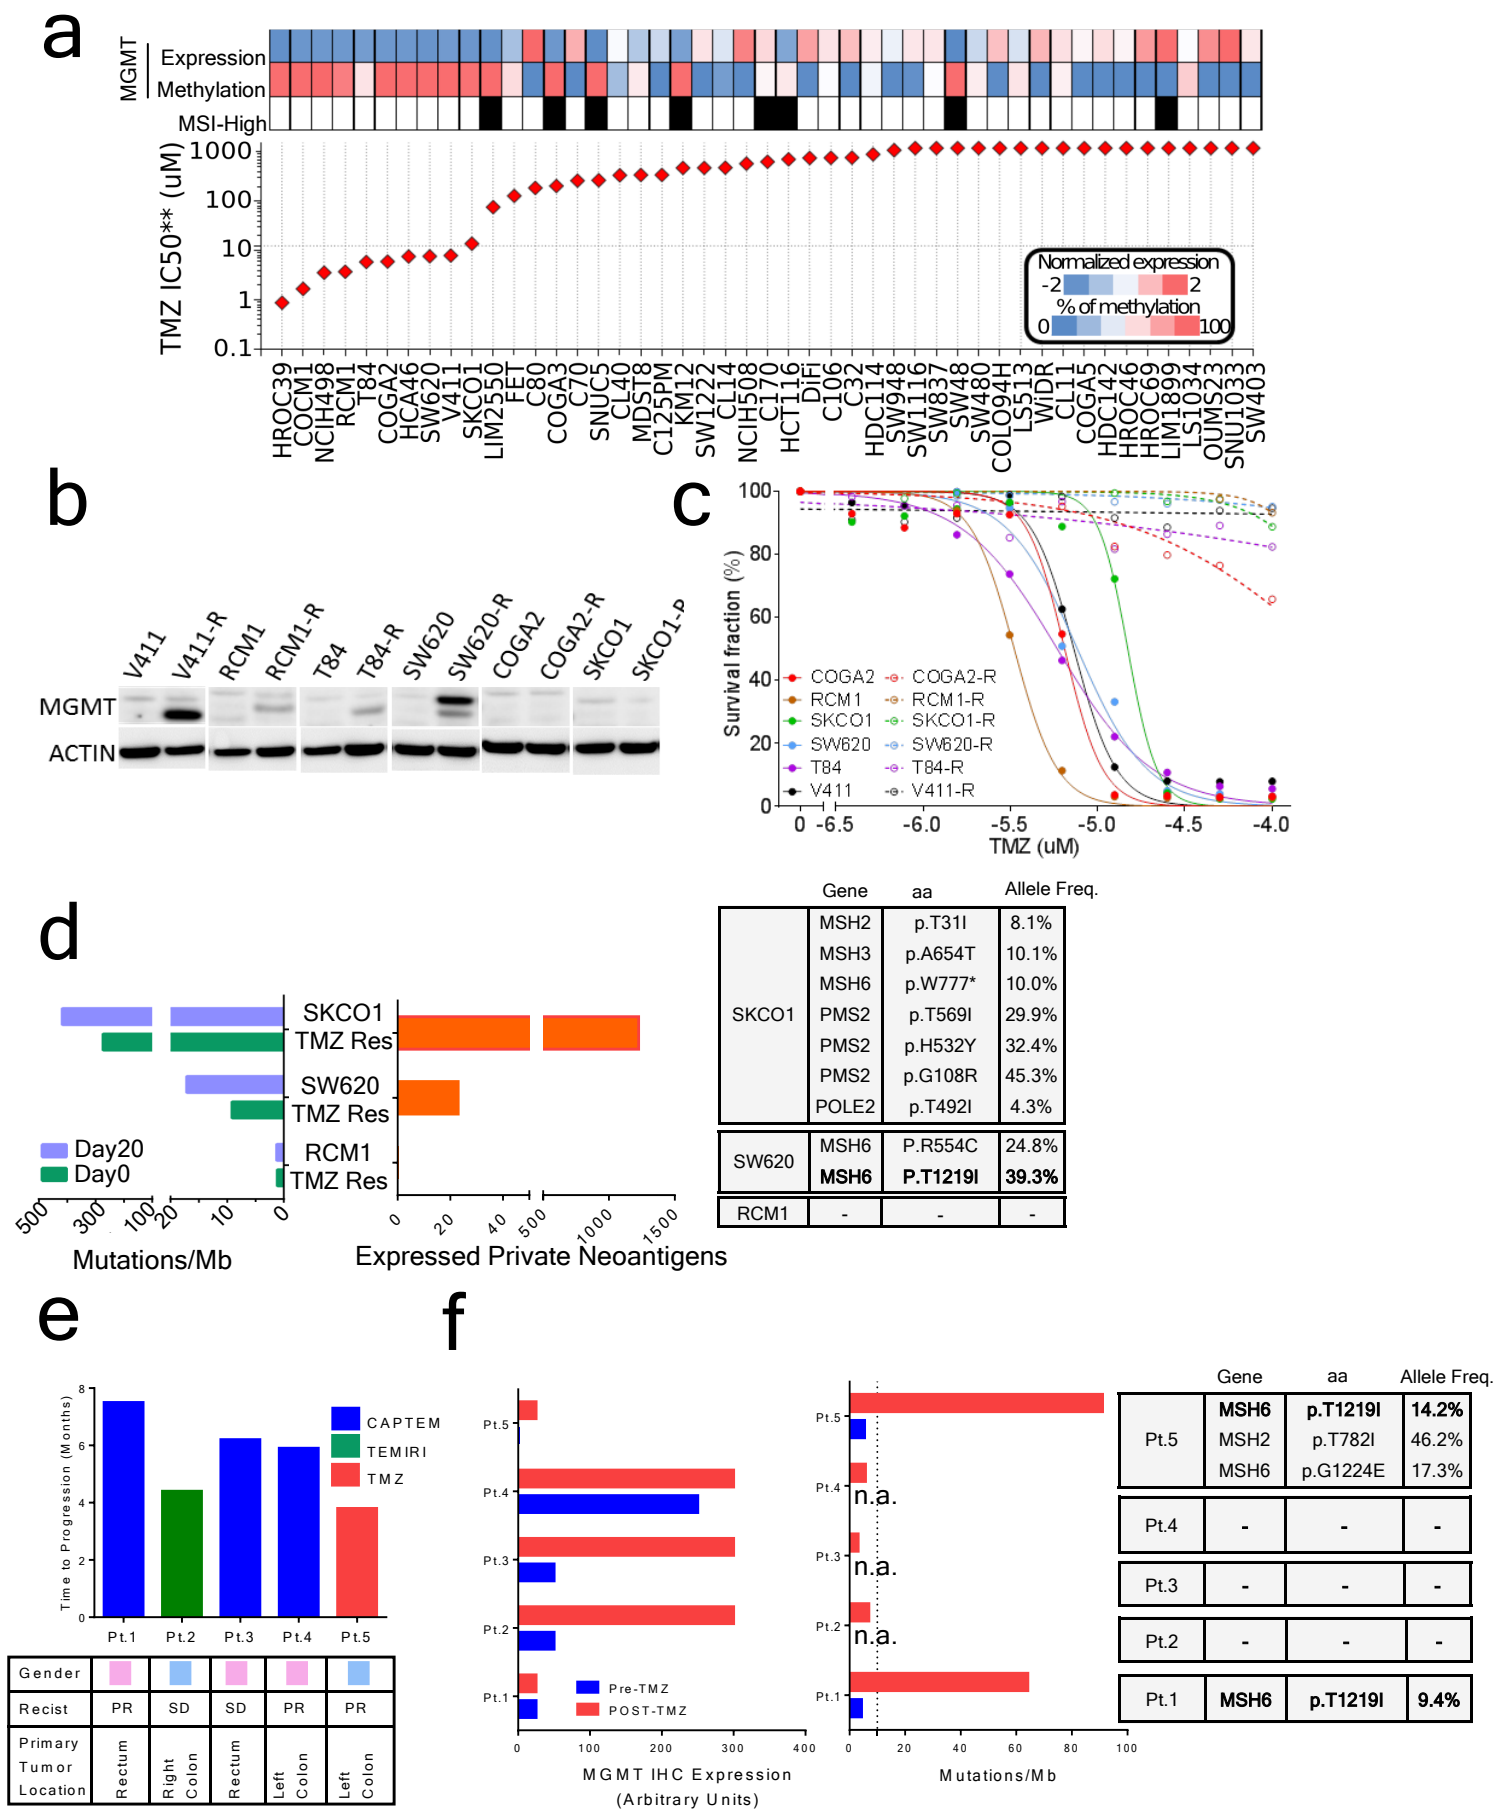 a
MGMT
Expression
Methylation
MSI-High
TMZ IC50** (uM)
1000
100
10
1
0.1
Normalized expression
-2 2
% of methylation
0 100
HROC39 COCM1 NCIH498 RCM1 T84 COGA2 HCA46 SW620 V411 SKCO1 LIM2550 FET C80 COGA3 C70 SNUC5 CL40 MDST8 C125PM KM12 SW1222 CL14 NCIH508 C170 HCT116 DiFi C106 C32 HDC114 SW948 SW1116 SW837 SW48 SW480 COLO94H LS513 WiDR CL11 COGA5 HDC142 HROC46 HROC69 LIM1899 LS1034 OUMS23 SNU1033 SW403
b
V411 V411-R RCM1 RCM1-R T84 T84-R SW620 SW620-R COGA2 COGA2-R SKCO1
MGMT
ACTIN
c
Survival fraction (%)
100
80
60
40
20
0
COGA2 COGA2-R
RCM1 RCM1-R
SKCO1 SKCO1-R
SW620 SW620-R
T84 T84-R
V411 V411-R
0 -6.5 -6.0 -5.5 -5.0 -4.5 -4.0
TMZ (uM)
d
SKCO1
TMZ Res
SW620
TMZ Res
RCM1
TMZ Res
Day20
Day0
500 300 100 20 10 0
Mutations/Mb
0 20 40 500 1000 1500
Expressed Private Neoantigens
Gene aa Allele Freq.
SKCO1
MSH2 p.T31I 8.1%
MSH3 p.A654T 10.1%
MSH6 p.W777* 10.0%
PMS2 p.T569I 29.9%
PMS2 p.H532Y 32.4%
PMS2 p.G108R 45.3%
POLE2 p.T492I 4.3%
SW620
MSH6 P.R554C 24.8%
MSH6 P.T1219I 39.3%
RCM1 - - -
e
Time to Progression (Months)
8
6
4
2
0
CAPTEM
TEMIRI
TMZ
Pt.1 Pt.2 Pt.3 Pt.4 Pt.5
Gender
Recist PR SD SD PR PR
Primary
Tumor
Location
Rectum
Right
Colon
Rectum
Left
Colon
Left
Colon
f
Pt.5
Pt.4
Pt.3
Pt.2
Pt.1
Pre-TMZ
POST-TMZ
0 100 200 300 400
MGMT IHC Expression
(Arbitrary Units)
Pt.5
Pt.4
n.a.
Pt.3
n.a.
Pt.2
n.a.
Pt.1
0 20 40 60 80 100
Mutations/Mb
Gene aa Allele Freq.
Pt.5
MSH6 p.T1219I 14.2%
MSH2 p.T782I 46.2%
MSH6 p.G1224E 17.3%
Pt.4 - - -
Pt.3 - - -
Pt.2 - - -
Pt.1 MSH6 p.T1219I 9.4%